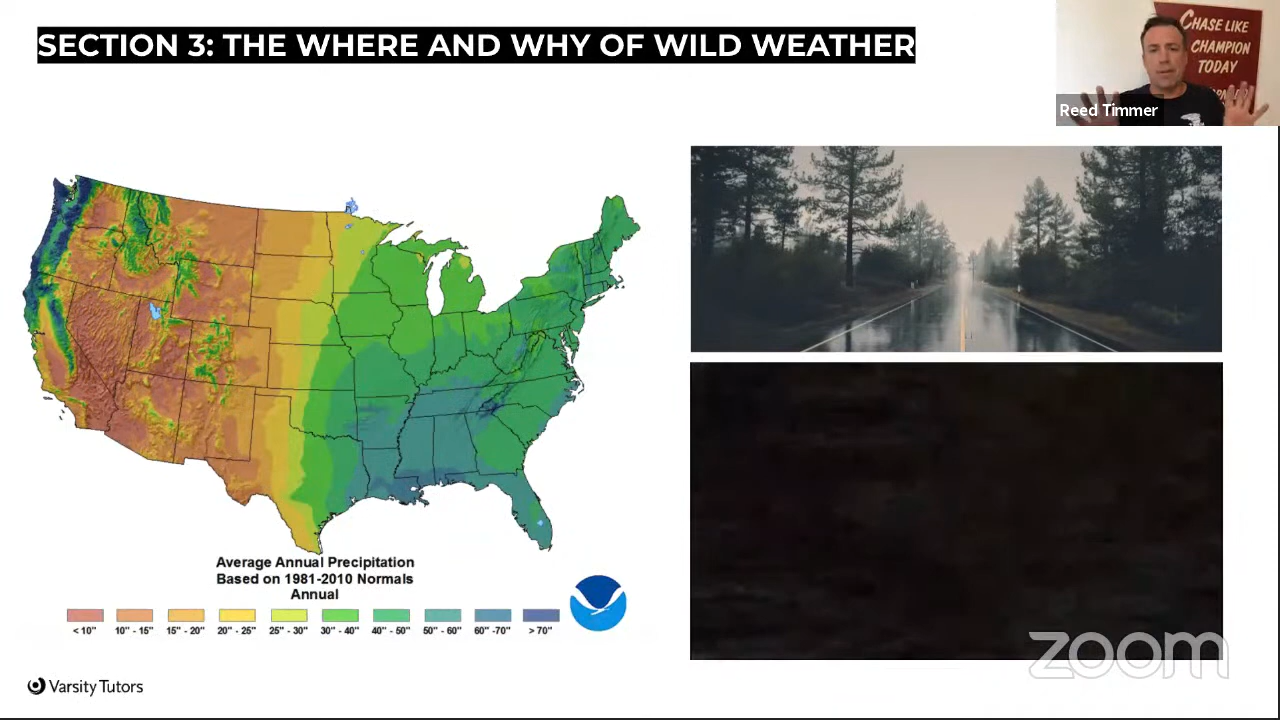 SECTION 3: THE WHERE AND WHY OF WILD WEATHER
CHASE LIKE
CHAMPION
TODAY
Reed Timmer
Average Annual Precipitation
Based on 1981-2010 Normals
Annual
< 10" 10" - 15" 15" - 20" 20" - 25" 25" - 30" 30" - 40" 40" - 50" 50" - 60" 60" -70" > 70"
zoom
Varsity Tutors